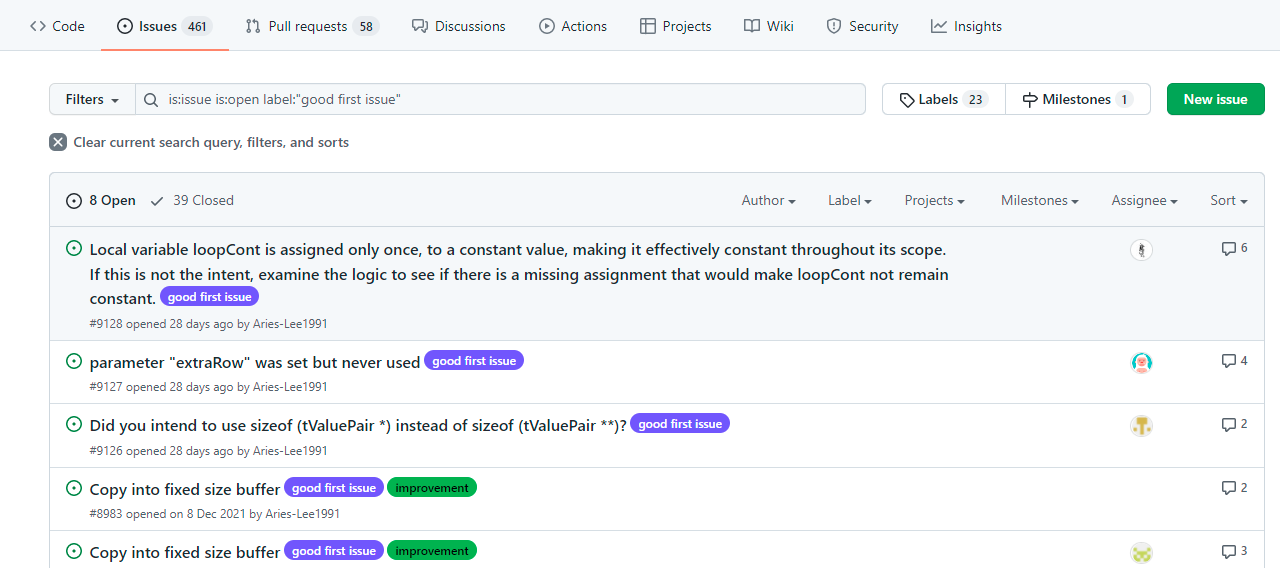 Code Issues 461 Pull requests 58 Discussions Actions Projects Wiki Security Insights
Filters is:issue is:open label:"good first issue" Labels 23 Milestones 1 New issue
Clear current search query, filters, and sorts
8 Open 39 Closed Author Label Projects Milestones Assignee Sort
Local variable loopCont is assigned only once, to a constant value, making it effectively constant throughout its scope. 6
If this is not the intent, examine the logic to see if there is a missing assignment that would make loopCont not remain
constant. good first issue
#9128 opened 28 days ago by Aries-Lee1991
parameter "extraRow" was set but never used good first issue 4
#9127 opened 28 days ago by Aries-Lee1991
Did you intend to use sizeof (tValuePair *) instead of sizeof (tValuePair **)? good first issue 2
#9126 opened 28 days ago by Aries-Lee1991
Copy into fixed size buffer good first issue improvement 2
#8983 opened on 8 Dec 2021 by Aries-Lee1991
Copy into fixed size buffer good first issue improvement 3